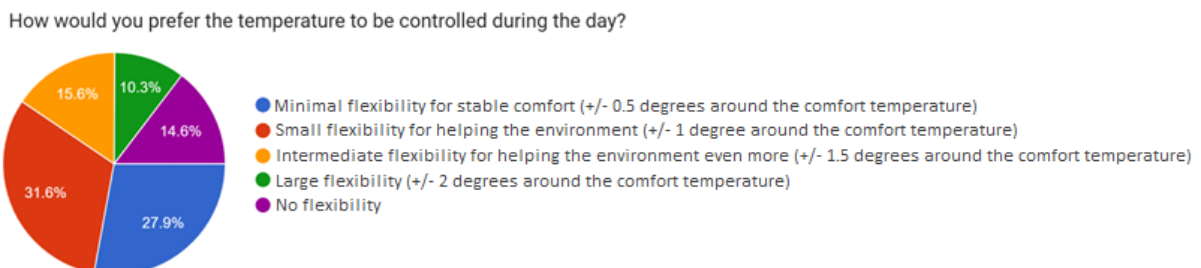 How would you prefer the temperature to be controlled during the day?
15.6%
10.3%
14.6%
31.6%
27.9%
Minimal flexibility for stable comfort (+/- 0.5 degrees around the comfort temperature)
Small flexibility for helping the environment (+/- 1 degree around the comfort temperature)
Intermediate flexibility for helping the environment even more (+/- 1.5 degrees around the comfort temperature)
Large flexibility (+/- 2 degrees around the comfort temperature)
No flexibility